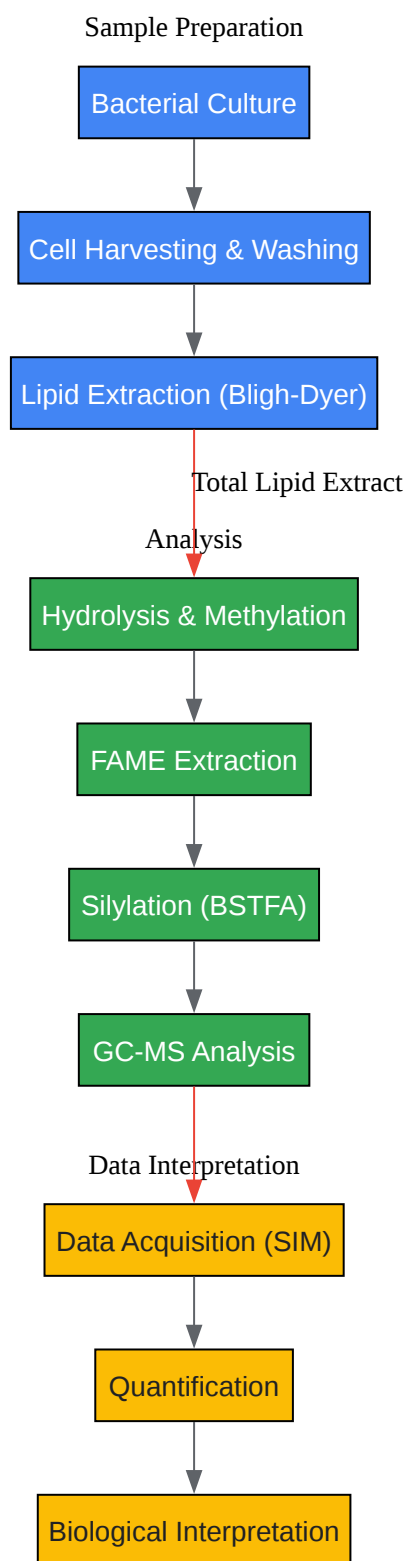 Sample Preparation
Bacterial Culture
Cell Harvesting & Washing
Lipid Extraction (Bligh-Dyer)
Total Lipid Extract
Analysis
Hydrolysis & Methylation
FAME Extraction
Silylation (BSTFA)
GC-MS Analysis
Data Interpretation
Data Acquisition (SIM)
Quantification
Biological Interpretation